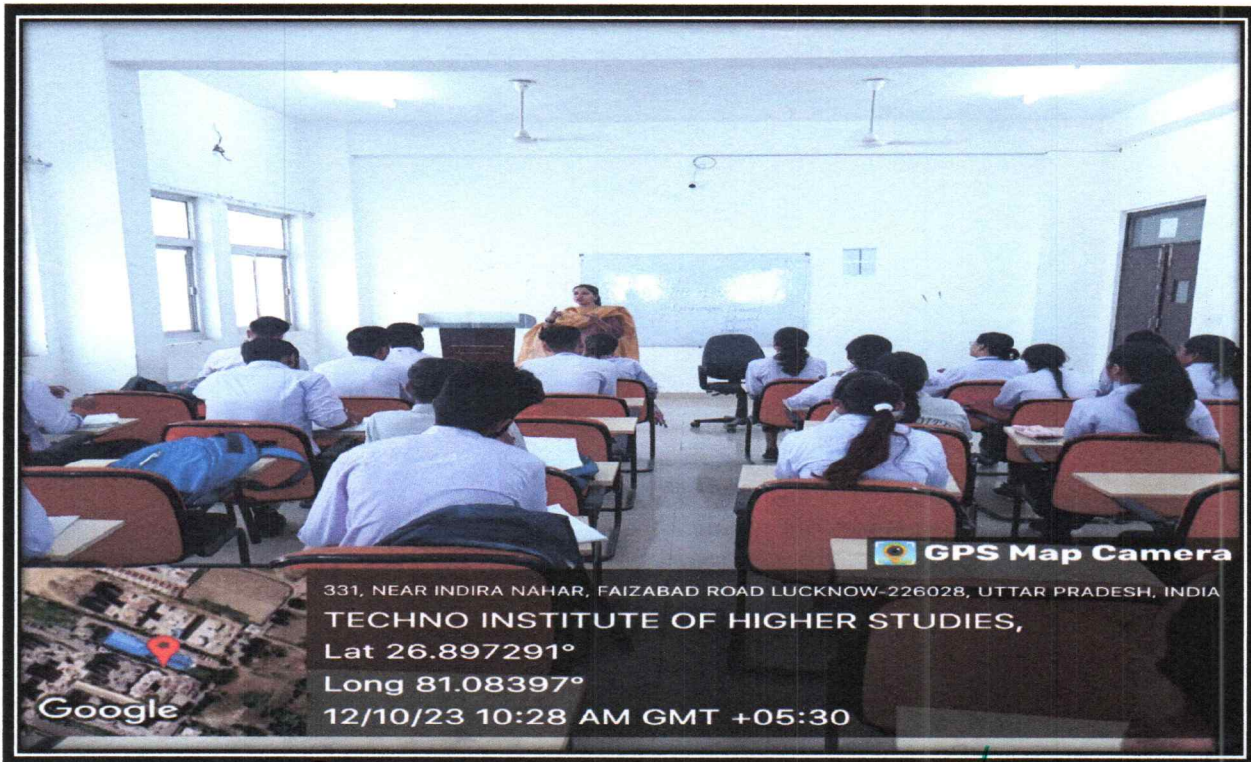 GPS Map Camera
331, NEAR INDIRA NAHAR, FAIZABAD ROAD LUCKNOW-226028, UTTAR PRADESH, INDIA
TECHNO INSTITUTE OF HIGHER STUDIES,
Lat 26.897291°
Long 81.08397°
12/10/23 10:28 AM GMT +05:30
Google